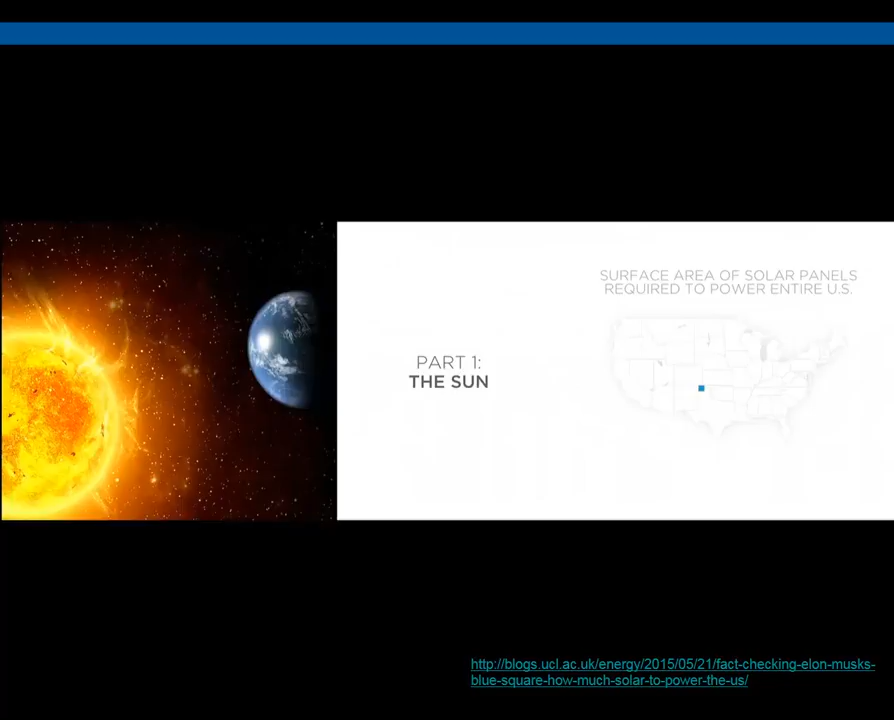 SURFACE AREA OF SOLAR PANELS
REQUIRED TO POWER ENTIRE U.S.
PART 1:
THE SUN
http://blogs.ucl.ac.uk/energy/2015/05/21/fact-checking-elon-musks-
blue-square-how-much-solar-to-power-the-us/